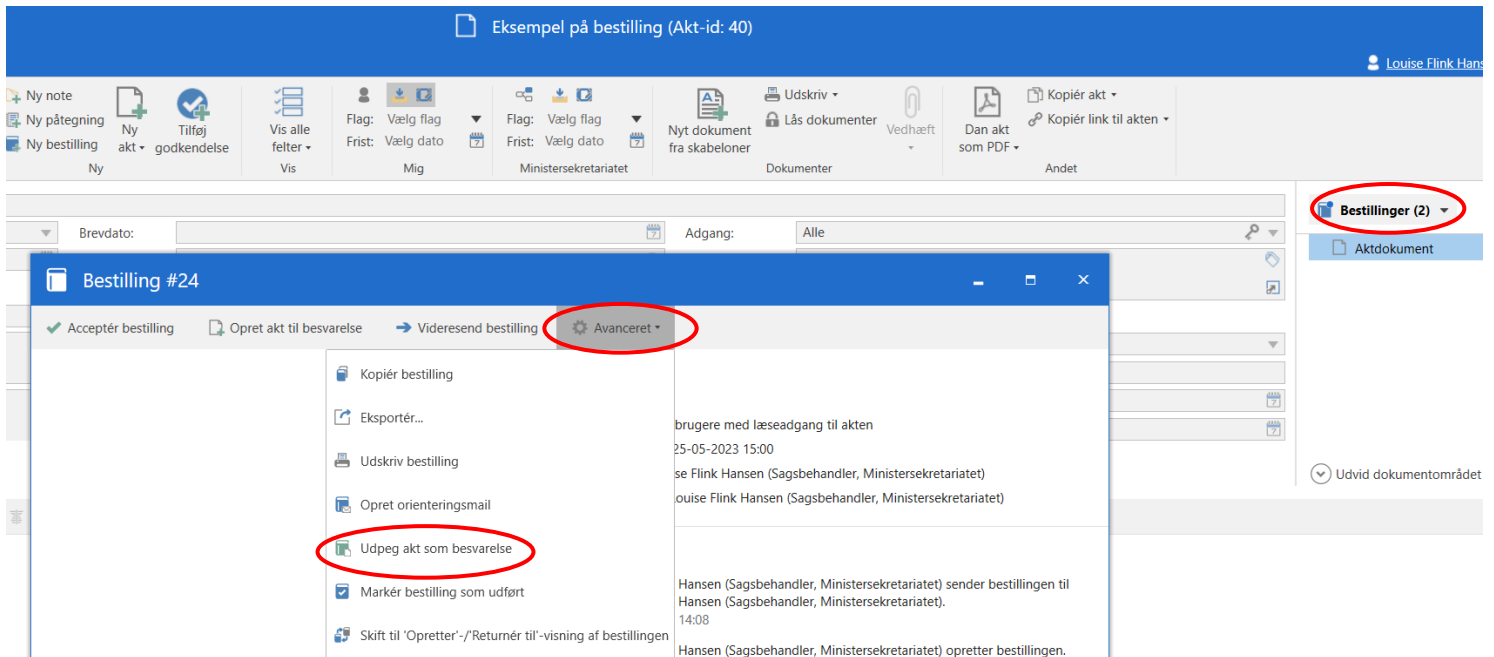 Eksempel på bestilling (Akt-id: 40)
Louise Flink Hans
Ny note
Ny påtegning
Ny bestilling
Ny
akt
Tilføj
godkendelse
Ny
Vis alle
felter
Vis
Flag: Vælg flag
Frist: Vælg dato
Mig
Flag: Vælg flag
Frist: Vælg dato
Ministersekretariatet
Nyt dokument
fra skabeloner
Udskriv
Lås dokumenter
Vedhæft
Dokumenter
Dan akt
som PDF
Kopiér akt
Kopiér link til akten
Andet
Brevdato:
Adgang: Alle
Bestillinger (2)
Aktdokument
Udvid dokumentområdet
Bestilling #24
Acceptér bestilling Opret akt til besvarelse Videresend bestilling Avanceret
Kopiér bestilling
Eksportér...
Udskriv bestilling
Opret orienteringsmail
Udpeg akt som besvarelse
Markér bestilling som udført
Skift til 'Opretter'-/'Returnér til'-visning af bestillingen
brugere med læseadgang til akten
25-05-2023 15:00
se Flink Hansen (Sagsbehandler, Ministersekretariatet)
ouise Flink Hansen (Sagsbehandler, Ministersekretariatet)
Hansen (Sagsbehandler, Ministersekretariatet) sender bestillingen til
Hansen (Sagsbehandler, Ministersekretariatet).
14:08
Hansen (Sagsbehandler, Ministersekretariatet) opretter bestillingen.